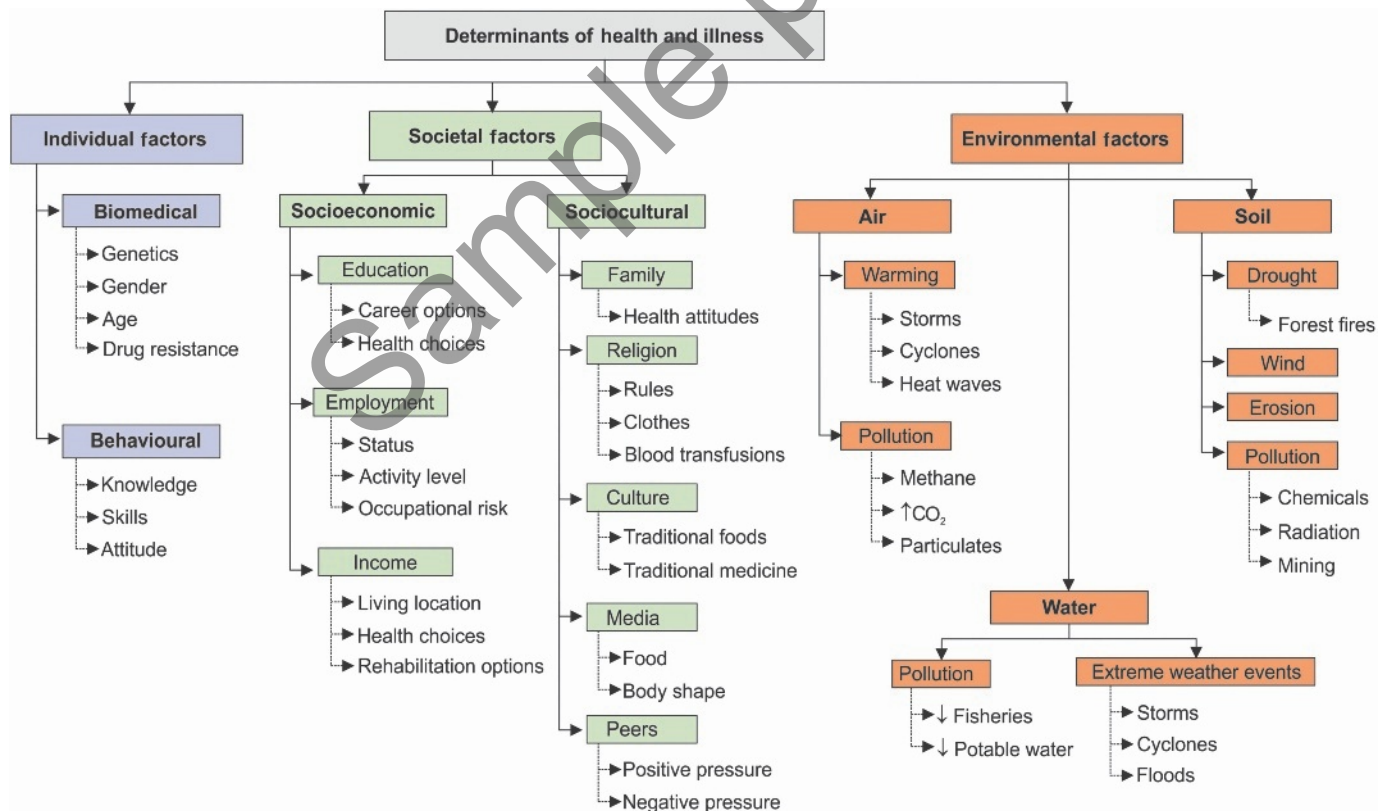 Determinants of health and illness
Individual factors
Biomedical
Genetics
Gender
Age
Drug resistance
Behavioural
Knowledge
Skills
Attitude
Societal factors
Socioeconomic
Education
Career options
Health choices
Employment
Status
Activity level
Occupational risk
Income
Living location
Health choices
Rehabilitation options
Sociocultural
Family
Health attitudes
Religion
Rules
Clothes
Blood transfusions
Culture
Traditional foods
Traditional medicine
Media
Food
Body shape
Peers
Positive pressure
Negative pressure
Environmental factors
Air
Warming
Storms
Cyclones
Heat waves
Pollution
Methane
↑CO₂
Particulates
Soil
Drought
Forest fires
Wind
Erosion
Pollution
Chemicals
Radiation
Mining
Water
Pollution
↓ Fisheries
↓ Potable water
Extreme weather events
Storms
Cyclones
Floods
Sample